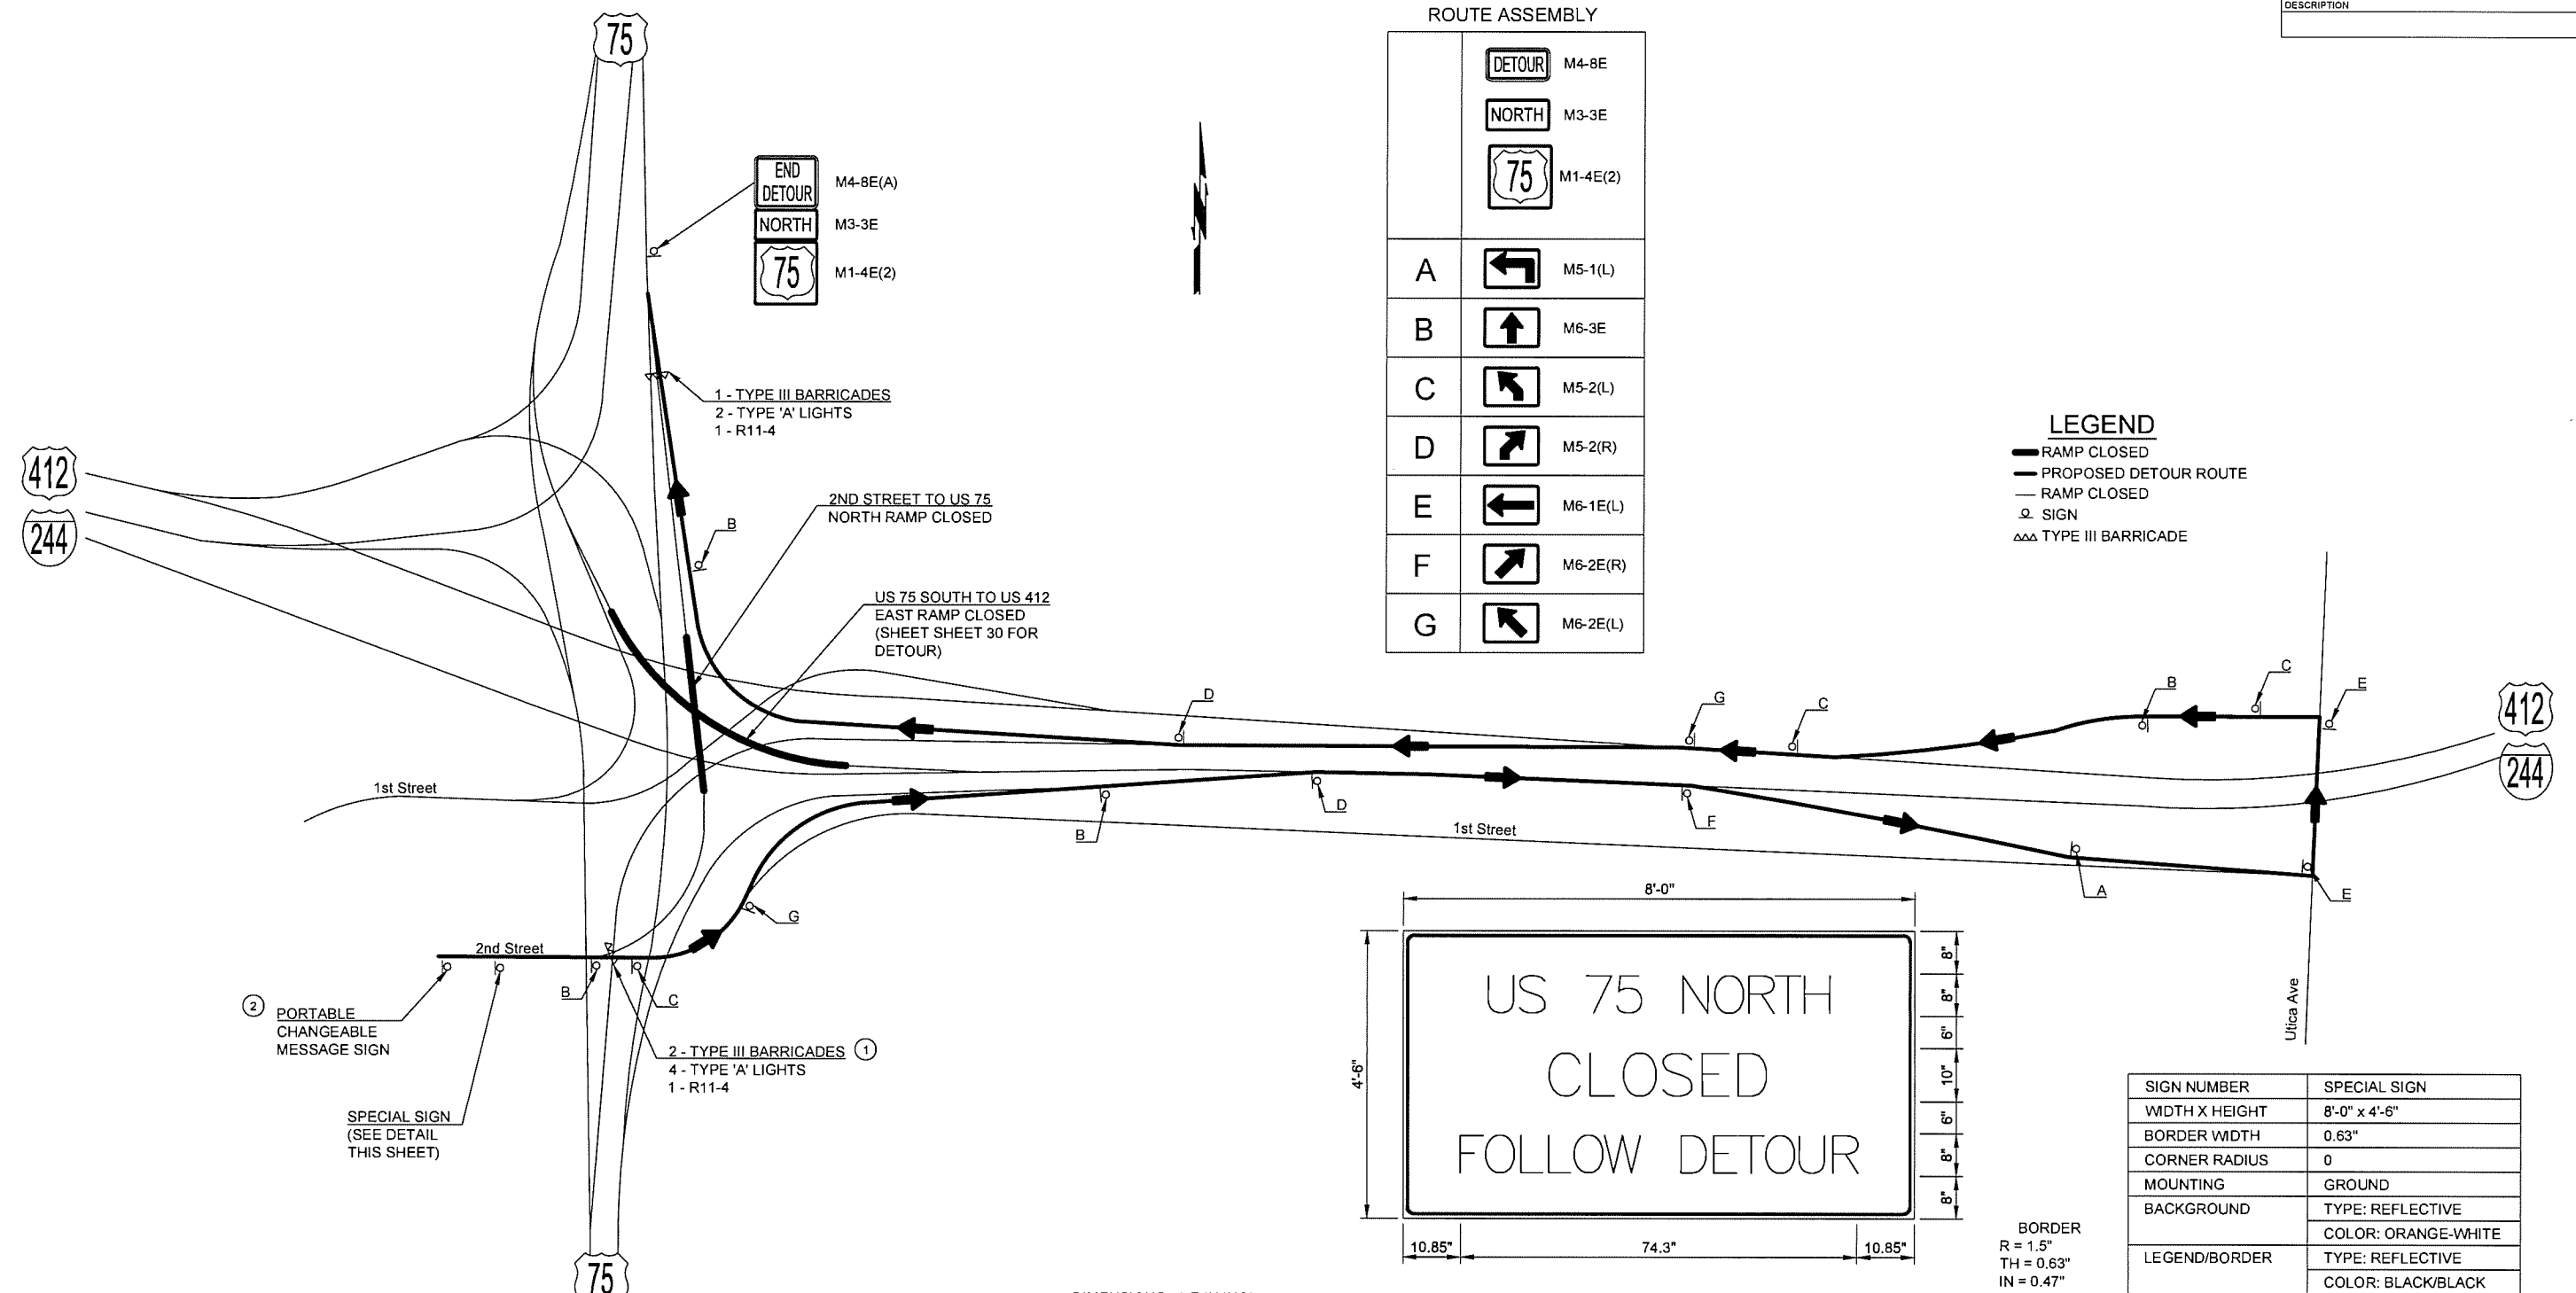 DESCRIPTION
ROUTE ASSEMBLY
DETOUR M4-8E
NORTH M3-3E
75 M1-4E(2)
A M5-1(L)
B M6-3E
C M5-2(L)
D M5-2(R)
E M6-1E(L)
F M6-2E(R)
G M6-2E(L)
75
END
DETOUR
M4-8E(A)
NORTH M3-3E
75 M1-4E(2)
N
1 - TYPE III BARRICADES
2 - TYPE 'A' LIGHTS
1 - R11-4
412
244
2ND STREET TO US 75
NORTH RAMP CLOSED
B
US 75 SOUTH TO US 412
EAST RAMP CLOSED
(SHEET SHEET 30 FOR
DETOUR)
LEGEND
RAMP CLOSED
PROPOSED DETOUR ROUTE
RAMP CLOSED
SIGN
TYPE III BARRICADE
D
G
C
B
C
E
412
244
1st Street
B
D
F
1st Street
A
E
Utica Ave
G
2nd Street
B
C
2 PORTABLE
CHANGEABLE
MESSAGE SIGN
SPECIAL SIGN
(SEE DETAIL
THIS SHEET)
2 - TYPE III BARRICADES 1
4 - TYPE 'A' LIGHTS
1 - R11-4
75
8'-0"
4'-6"
US 75 NORTH
CLOSED
FOLLOW DETOUR
8"
8"
6"
10"
6"
8"
8"
10.85" 74.3" 10.85"
BORDER
R = 1.5"
TH = 0.63"
IN = 0.47"
SIGN NUMBER SPECIAL SIGN
WIDTH X HEIGHT 8'-0" x 4'-6"
BORDER WIDTH 0.63"
CORNER RADIUS 0
MOUNTING GROUND
BACKGROUND TYPE: REFLECTIVE
COLOR: ORANGE-WHITE
LEGEND/BORDER TYPE: REFLECTIVE
COLOR: BLACK/BLACK